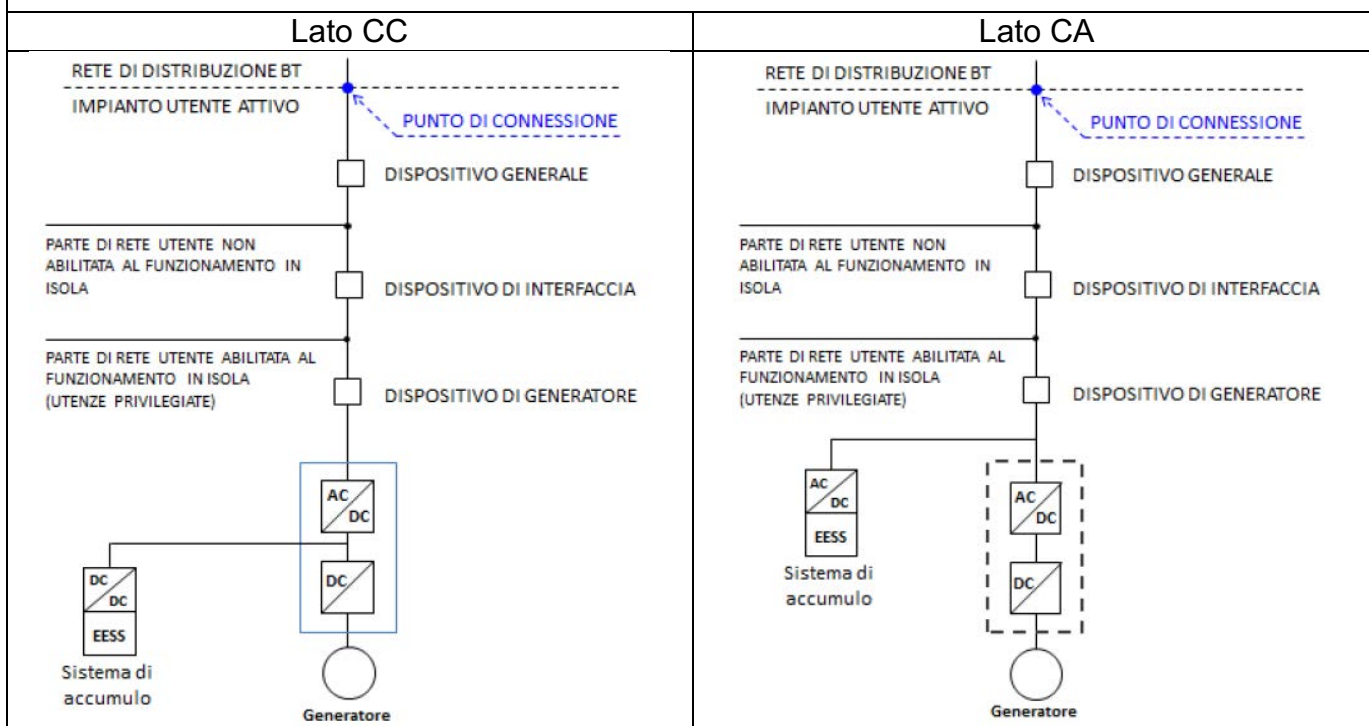 Lato CC
RETE DI DISTRIBUZIONE BT
IMPIANTO UTENTE ATTIVO
PUNTO DI CONNESSIONE
DISPOSITIVO GENERALE
PARTE DI RETE UTENTE NON
ABILITATA AL FUNZIONAMENTO IN
ISOLA
DISPOSITIVO DI INTERFACCIA
PARTE DI RETE UTENTE ABILITATA AL
FUNZIONAMENTO IN ISOLA
(UTENZE PRIVILEGIATE)
DISPOSITIVO DI GENERATORE
AC
DC
DC
DC
DC
EESS
Sistema di
accumulo
Generatore
Lato CA
RETE DI DISTRIBUZIONE BT
IMPIANTO UTENTE ATTIVO
PUNTO DI CONNESSIONE
DISPOSITIVO GENERALE
PARTE DI RETE UTENTE NON
ABILITATA AL FUNZIONAMENTO IN
ISOLA
DISPOSITIVO DI INTERFACCIA
PARTE DI RETE UTENTE ABILITATA AL
FUNZIONAMENTO IN ISOLA
(UTENZE PRIVILEGIATE)
DISPOSITIVO DI GENERATORE
AC
DC
EESS
Sistema di
accumulo
AC
DC
DC
Generatore